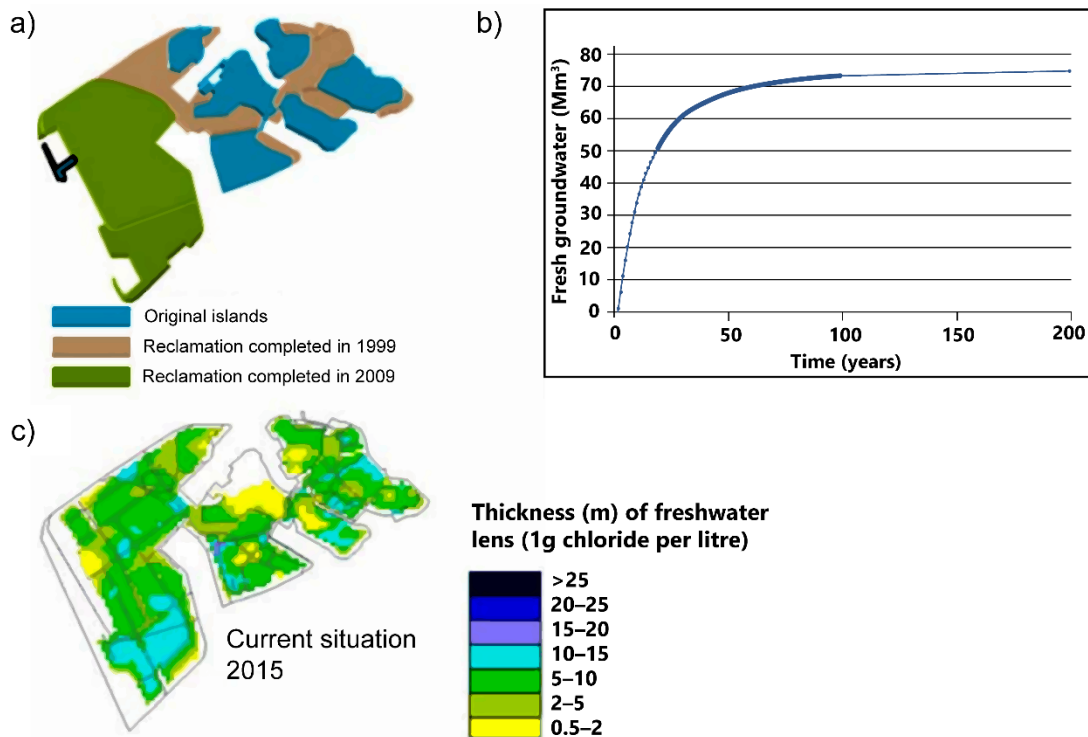 a)
Original islands
Reclamation completed in 1999
Reclamation completed in 2009
b)
Fresh groundwater (Mm³)
80
70
60
50
40
30
20
10
0
0 50 100 150 200
Time (years)
c)
Current situation
2015
Thickness (m) of freshwater
lens (1g chloride per litre)
>25
20–25
15–20
10–15
5–10
2–5
0.5–2